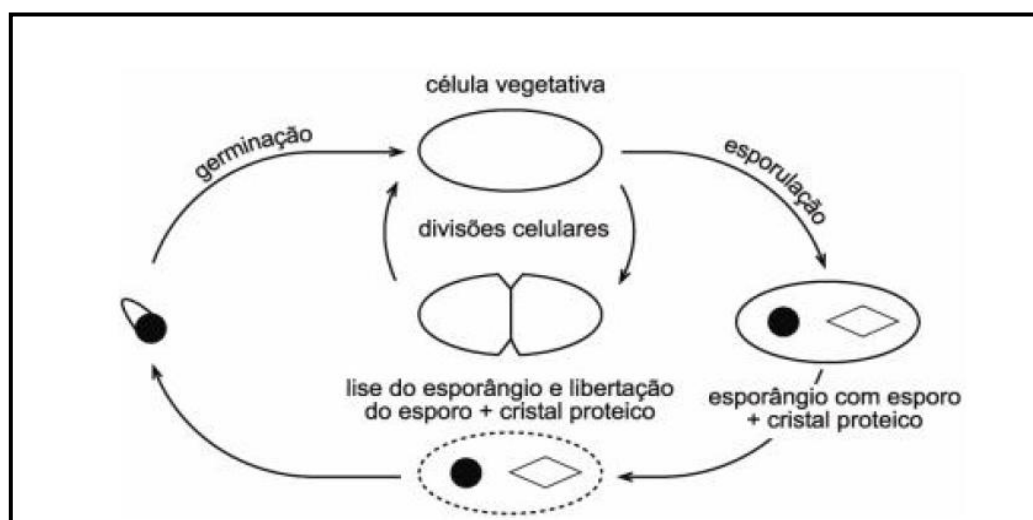 célula vegetativa
germinação
esporulação
divisões celulares
lise do esporângio e libertação
do esporo + cristal proteico
esporângio com esporo
+ cristal proteico